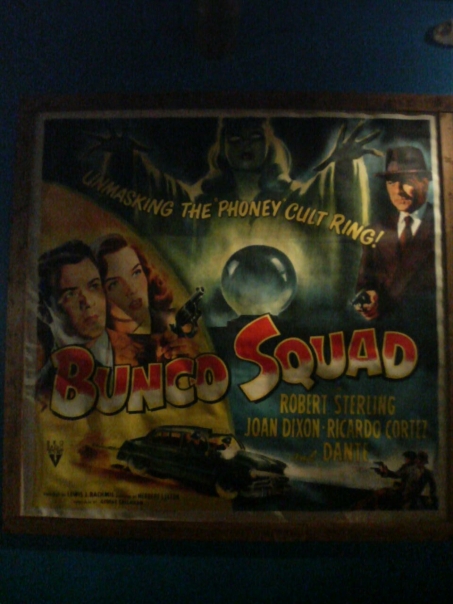 UNMASKING THE "PHONEY" CULT RING!
BUNCO SQUAD
ROBERT STERLING
JOAN DIXON · RICARDO CORTEZ
and DANTE